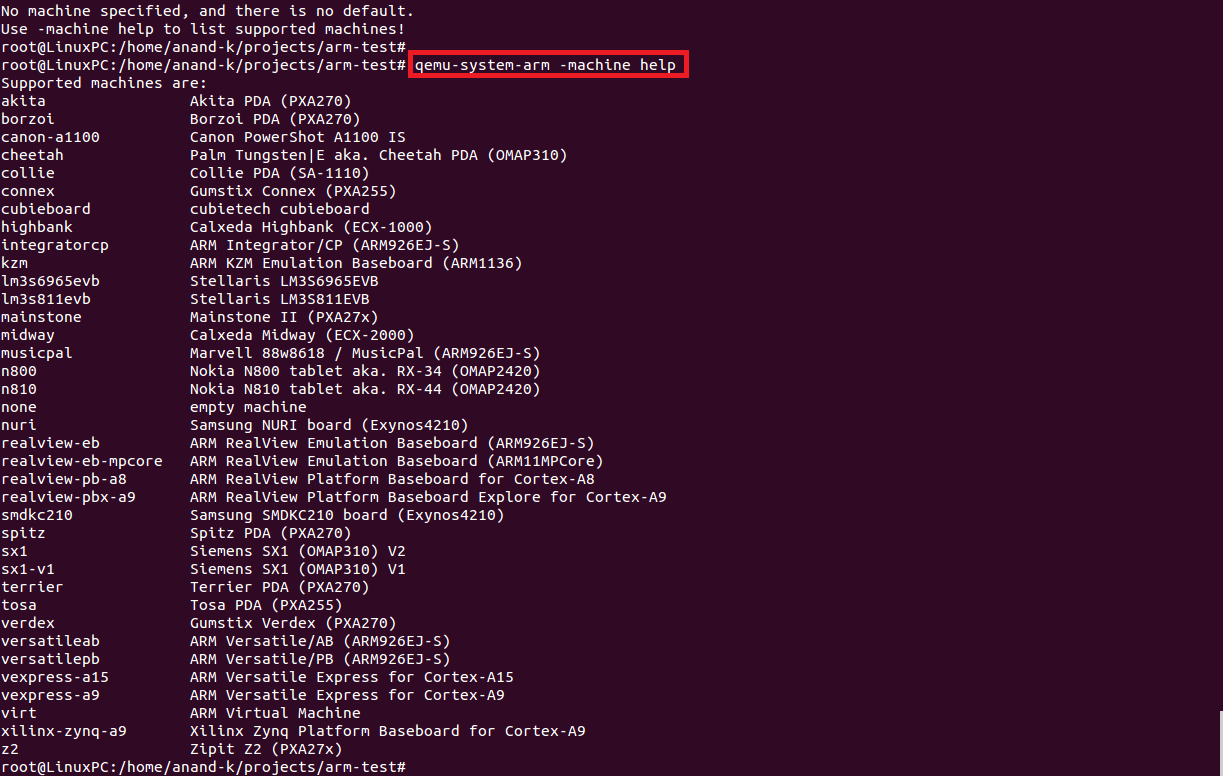 No machine specified, and there is no default.
Use -machine help to list supported machines!
root@LinuxPC:/home/anand-k/projects/arm-test#
root@LinuxPC:/home/anand-k/projects/arm-test# qemu-system-arm -machine help
Supported machines are:
akita                Akita PDA (PXA270)
borzoi               Borzoi PDA (PXA270)
canon-a1100          Canon PowerShot A1100 IS
cheetah              Palm Tungsten|E aka. Cheetah PDA (OMAP310)
collie               Collie PDA (SA-1110)
connex               Gumstix Connex (PXA255)
cubieboard           cubietech cubieboard
highbank             Calxeda Highbank (ECX-1000)
integratorcp         ARM Integrator/CP (ARM926EJ-S)
kzm                  ARM KZM Emulation Baseboard (ARM1136)
lm3s6965evb          Stellaris LM3S6965EVB
lm3s811evb           Stellaris LM3S811EVB
mainstone            Mainstone II (PXA27x)
midway               Calxeda Midway (ECX-2000)
musicpal             Marvell 88w8618 / MusicPal (ARM926EJ-S)
n800                 Nokia N800 tablet aka. RX-34 (OMAP2420)
n810                 Nokia N810 tablet aka. RX-44 (OMAP2420)
none                 empty machine
nuri                 Samsung NURI board (Exynos4210)
realview-eb          ARM RealView Emulation Baseboard (ARM926EJ-S)
realview-eb-mpcore   ARM RealView Emulation Baseboard (ARM11MPCore)
realview-pb-a8       ARM RealView Platform Baseboard for Cortex-A8
realview-pbx-a9      ARM RealView Platform Baseboard Explore for Cortex-A9
smdkc210             Samsung SMDKC210 board (Exynos4210)
spitz                Spitz PDA (PXA270)
sx1                  Siemens SX1 (OMAP310) V2
sx1-v1               Siemens SX1 (OMAP310) V1
terrier              Terrier PDA (PXA270)
tosa                 Tosa PDA (PXA255)
verdex               Gumstix Verdex (PXA270)
versatileab          ARM Versatile/AB (ARM926EJ-S)
versatilepb          ARM Versatile/PB (ARM926EJ-S)
vexpress-a15         ARM Versatile Express for Cortex-A15
vexpress-a9          ARM Versatile Express for Cortex-A9
virt                 ARM Virtual Machine
xilinx-zynq-a9       Xilinx Zynq Platform Baseboard for Cortex-A9
z2                   Zipit Z2 (PXA27x)
root@LinuxPC:/home/anand-k/projects/arm-test#